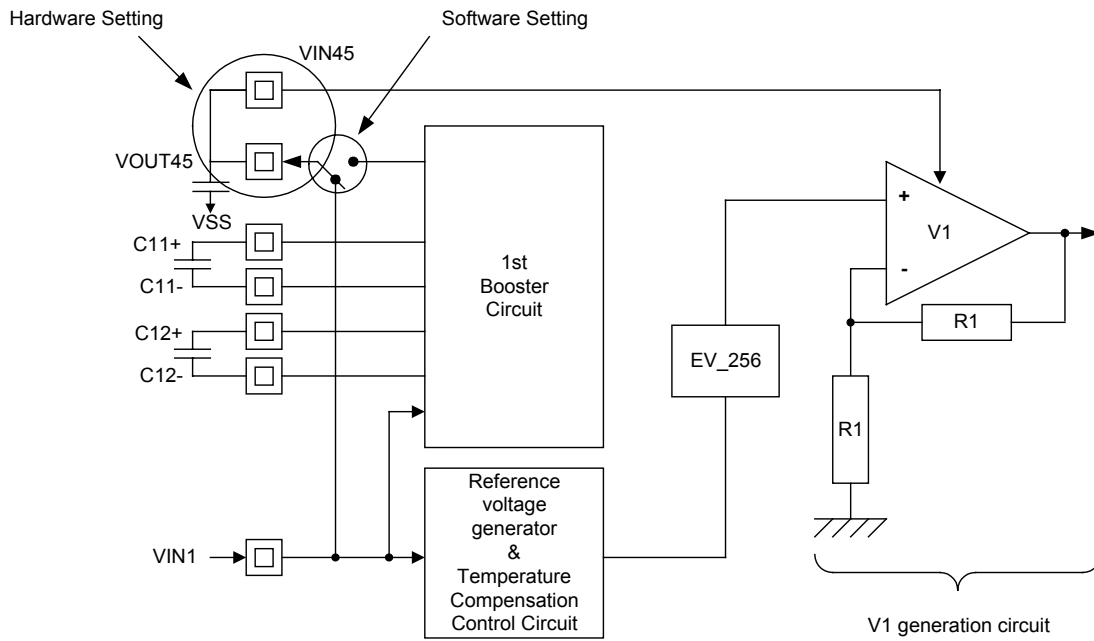 Hardware Setting
Software Setting
VIN45
VOUT45
VSS
C11+
C11-
C12+
C12-
1st
Booster
Circuit
+
V1
-
R1
EV_256
R1
Reference
voltage
generator
&
Temperature
Compensation
Control Circuit
VIN1
V1 generation circuit